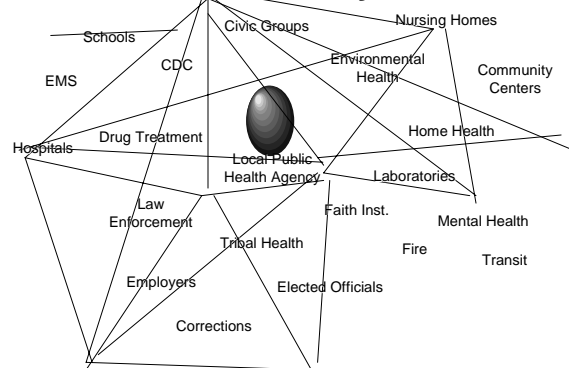 Civic Groups
Nursing Homes
Schools
CDC
Environmental
Health
EMS
Community
Centers
Drug Treatment
Home Health
Hospitals
Local Public
Health Agency
Laboratories
Law
Enforcement
Faith Inst.
Mental Health
Tribal Health
Fire
Transit
Employers
Elected Officials
Corrections